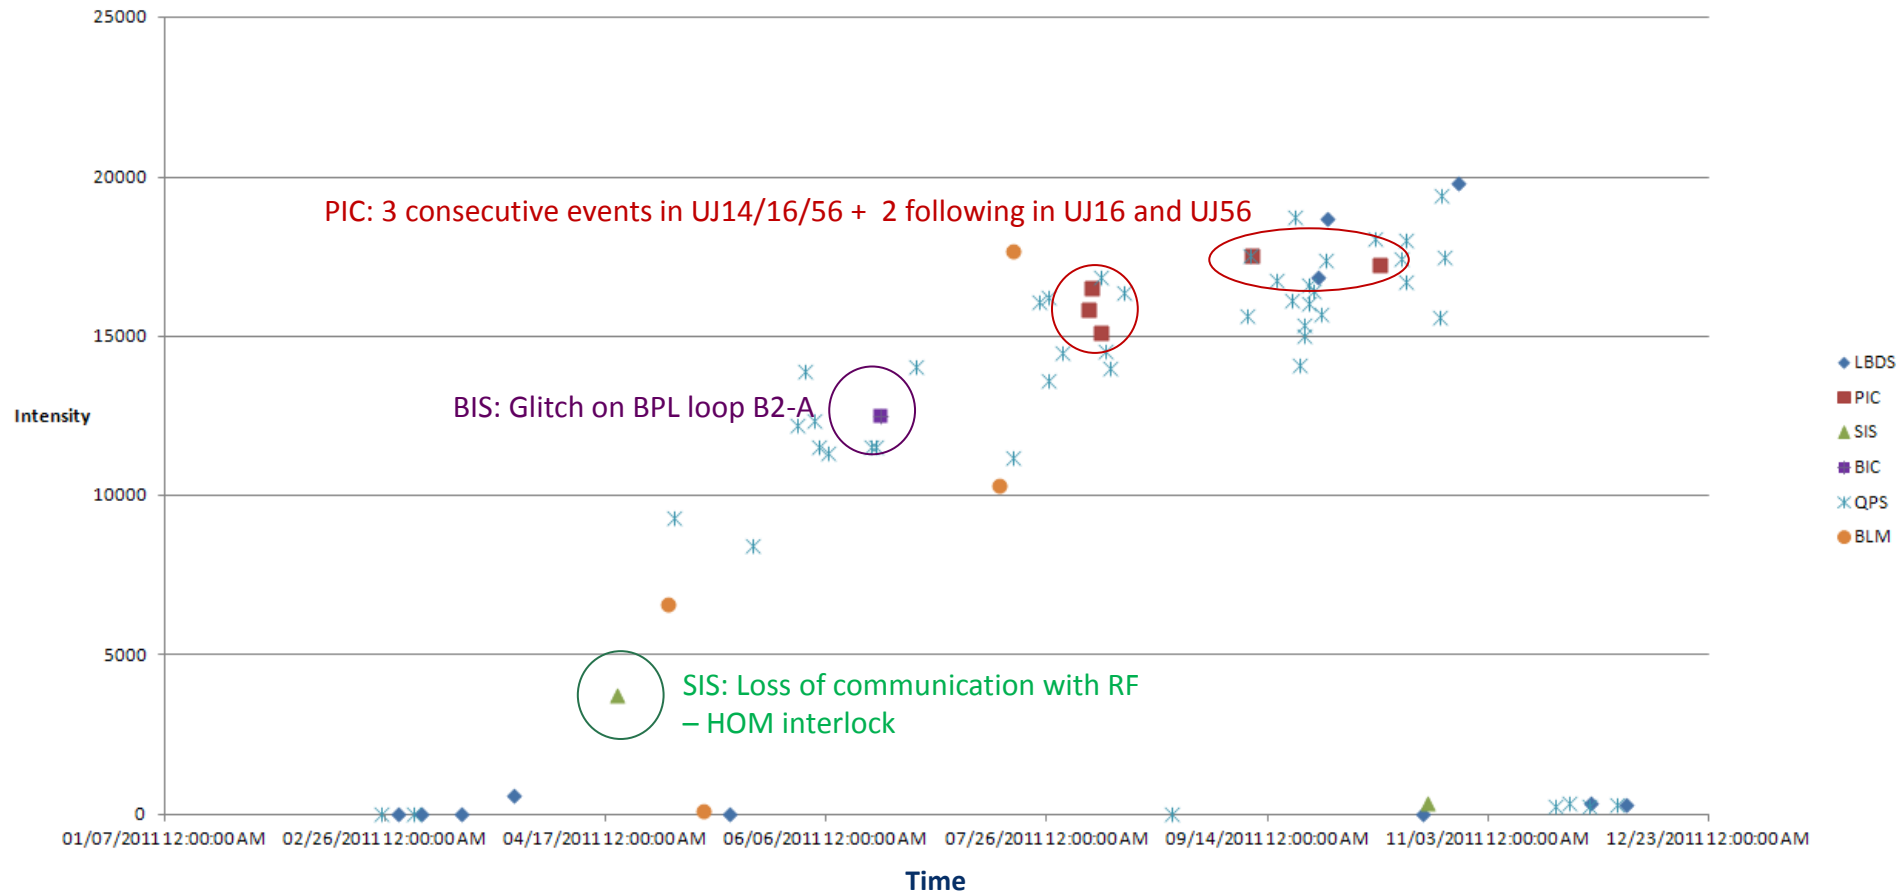 25000
20000
PIC: 3 consecutive events in UJ14/16/56 + 2 following in UJ16 and UJ56
15000
LBDS
PIC
SIS
BIC
QPS
BLM
BIS: Glitch on BPL loop B2-A
Intensity
10000
5000
SIS: Loss of communication with RF
– HOM interlock
0
01/07/2011 12:00:00 AM 02/26/2011 12:00:00 AM 04/17/2011 12:00:00 AM 06/06/2011 12:00:00 AM 07/26/2011 12:00:00 AM 09/14/2011 12:00:00 AM 11/03/2011 12:00:00 AM 12/23/2011 12:00:00 AM
Time